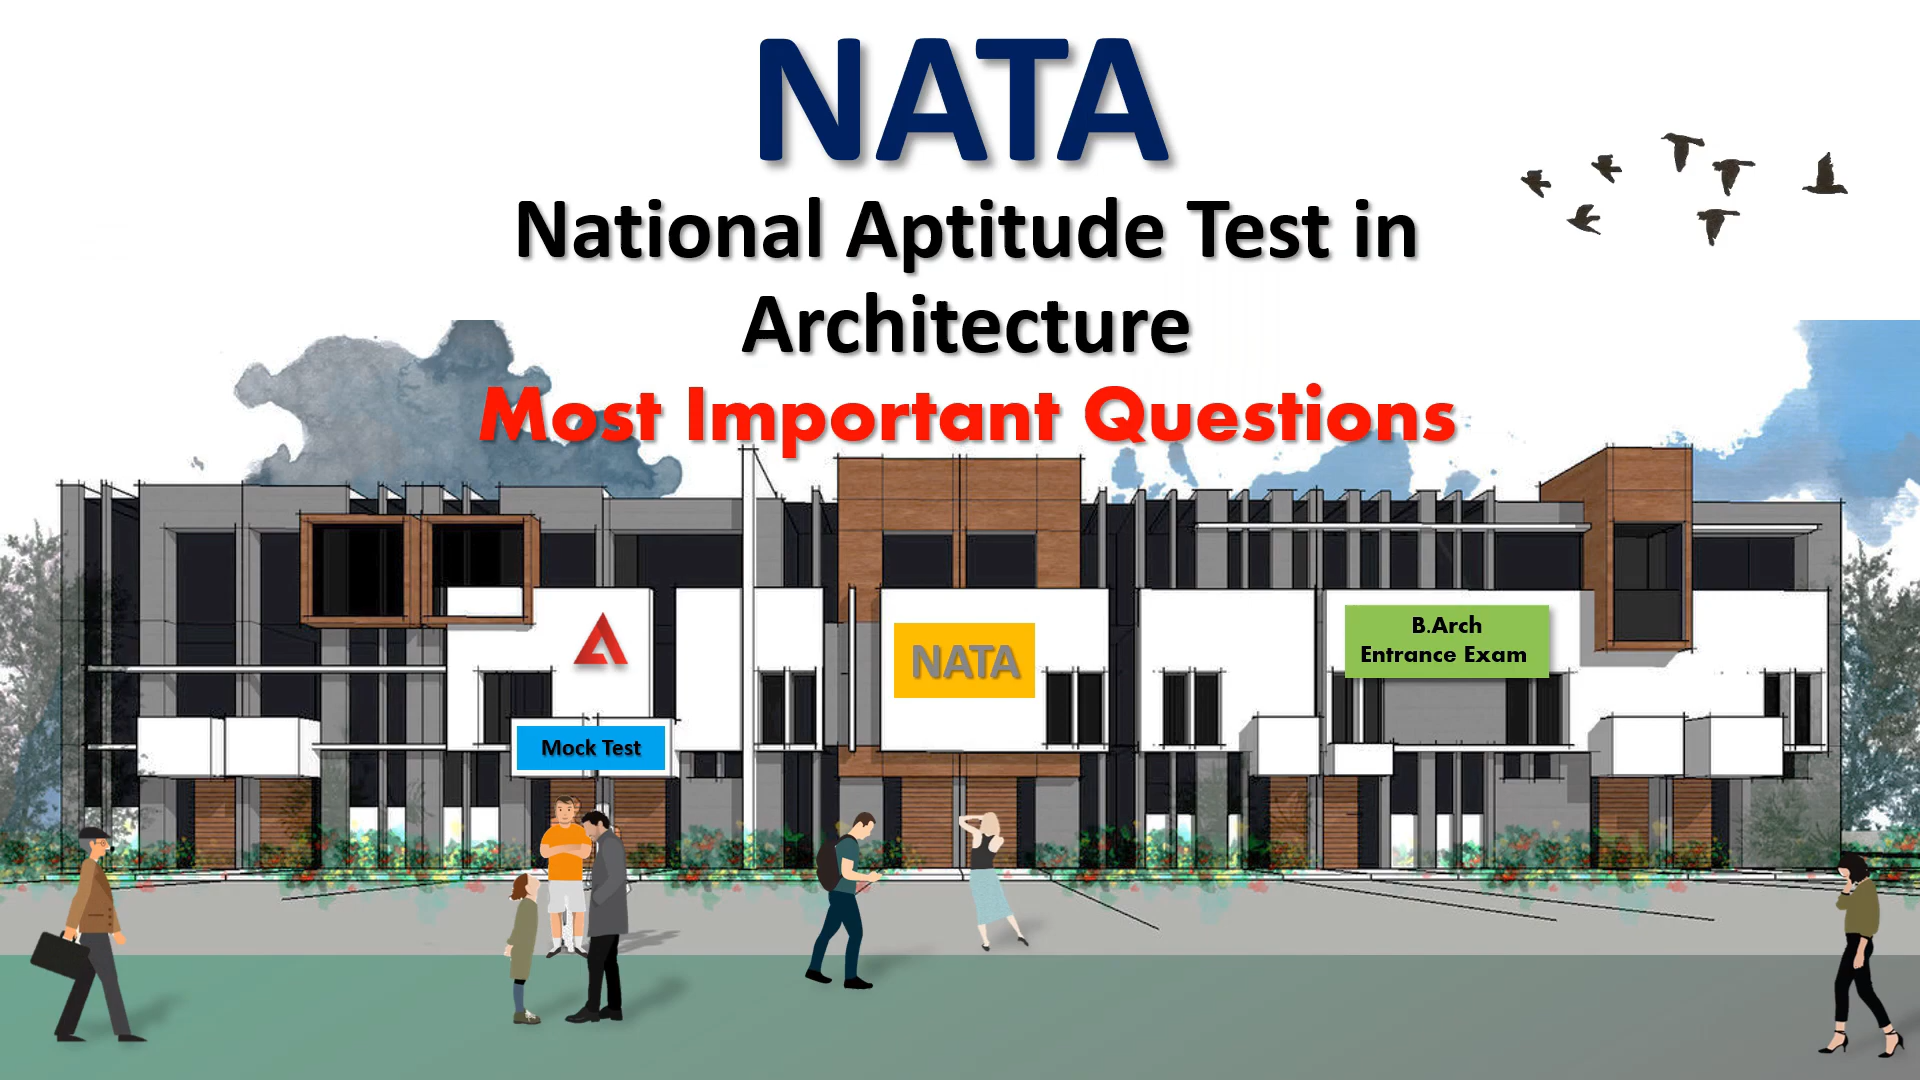 NATA
National Aptitude Test in
Architecture
Most Important Questions
B.Arch
Entrance Exam
NATA
Mock Test